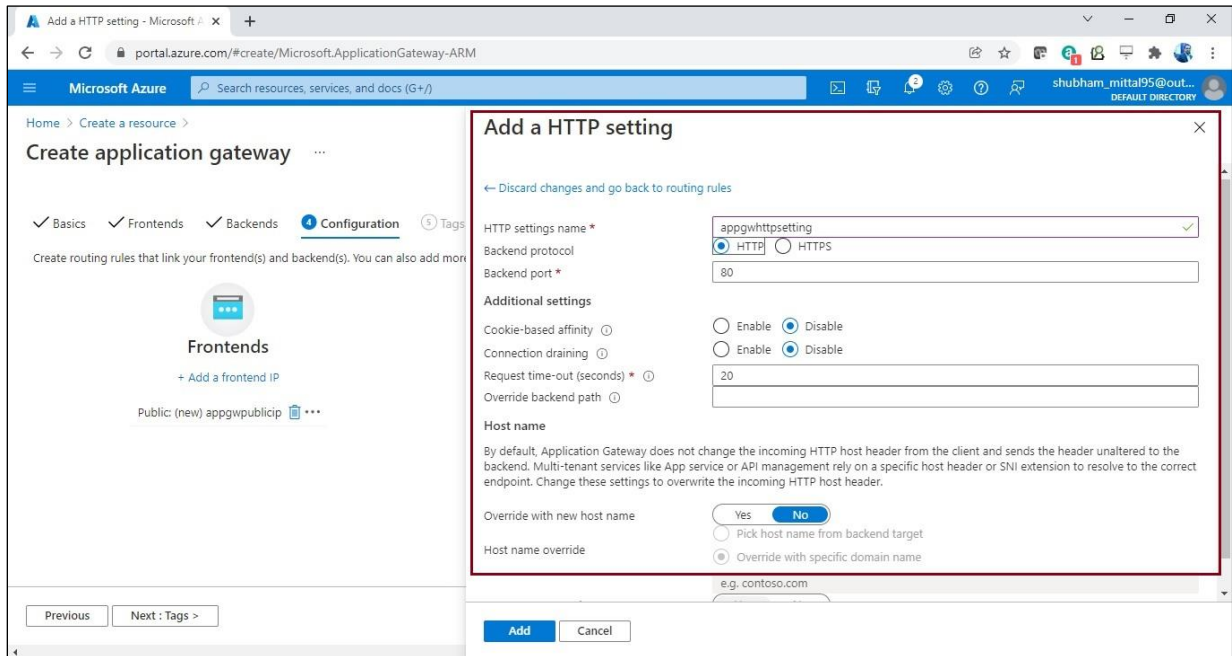 Add a HTTP setting - Microsoft A
portal.azure.com/#create/Microsoft.ApplicationGateway-ARM
Microsoft Azure
Search resources, services, and docs (G+/)
2
shubham_mittal95@out...
DEFAULT DIRECTORY
Home > Create a resource >
Create application gateway ...
Basics Frontends Backends 4 Configuration 5 Tags
Create routing rules that link your frontend(s) and backend(s). You can also add more
Frontends
+ Add a frontend IP
Public: (new) appgwpublicip
Previous Next : Tags >
Add a HTTP setting
← Discard changes and go back to routing rules
HTTP settings name * appgwhttpsetting
Backend protocol HTTP HTTPS
Backend port * 80
Additional settings
Cookie-based affinity Enable Disable
Connection draining Enable Disable
Request time-out (seconds) * 20
Override backend path
Host name
By default, Application Gateway does not change the incoming HTTP host header from the client and sends the header unaltered to the
backend. Multi-tenant services like App service or API management rely on a specific host header or SNI extension to resolve to the correct
endpoint. Change these settings to overwrite the incoming HTTP host header.
Override with new host name Yes No
Pick host name from backend target
Host name override
Override with specific domain name
e.g. contoso.com
Add Cancel